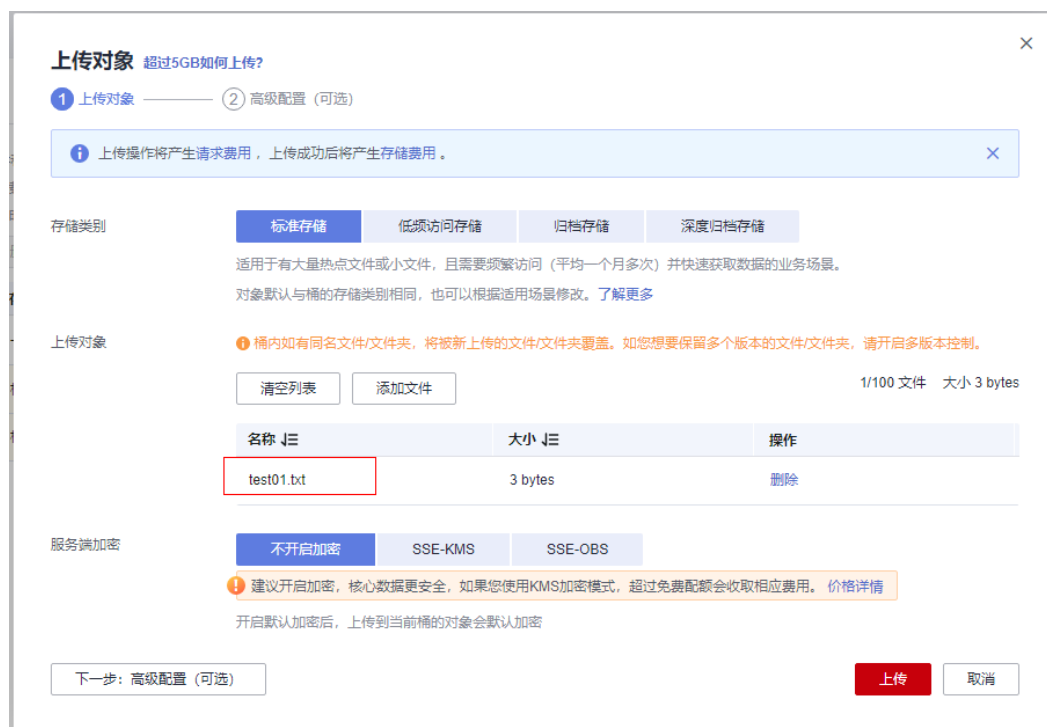 上传对象 超过5GB如何上传?
1 上传对象 2 高级配置（可选）
上传操作将产生请求费用，上传成功后将产生存储费用。
存储类别 标准存储 低频访问存储 归档存储 深度归档存储
适用于有大量热点文件或小文件，且需要频繁访问（平均一个月多次）并快速获取数据的业务场景。
对象默认与桶的存储类别相同，也可以根据适用场景修改。了解更多
上传对象 桶内如有同名文件/文件夹，将被新上传的文件/文件夹覆盖。如您想要保留多个版本的文件/文件夹，请开启多版本控制。
清空列表 添加文件 1/100 文件 大小 3 bytes
名称 大小 操作
test01.txt 3 bytes 删除
服务端加密 不开启加密 SSE-KMS SSE-OBS
建议开启加密，核心数据更安全，如果您使用KMS加密模式，超过免费配额会收取相应费用。 价格详情
开启默认加密后，上传到当前桶的对象会默认加密
下一步：高级配置（可选） 上传 取消